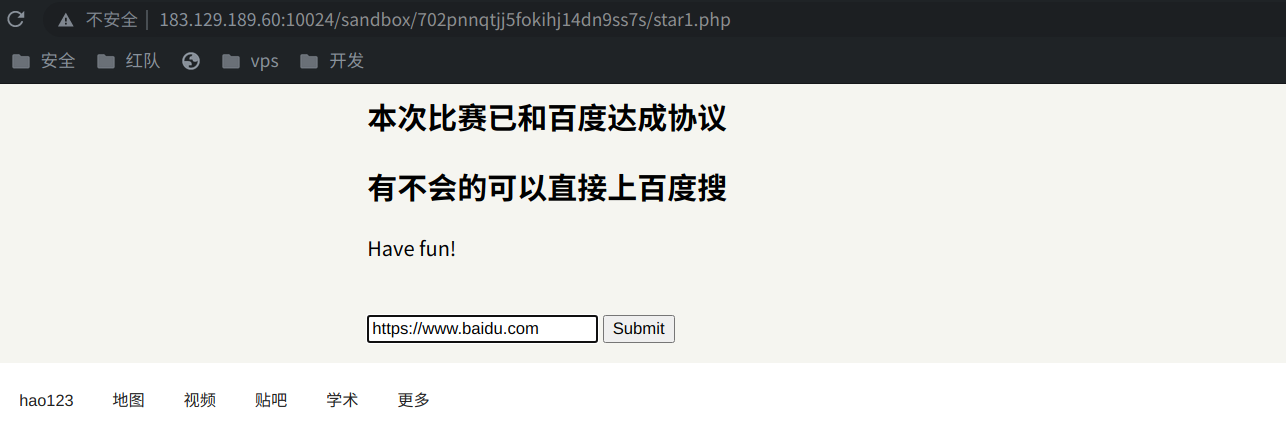 不安全 183.129.189.60:10024/sandbox/702pnnqtjj5fokihj14dn9ss7s/star1.php
安全 红队 vps 开发
本次比赛已和百度达成协议
有不会的可以直接上百度搜
Have fun!
https://www.baidu.com Submit
hao123 地图 视频 贴吧 学术 更多